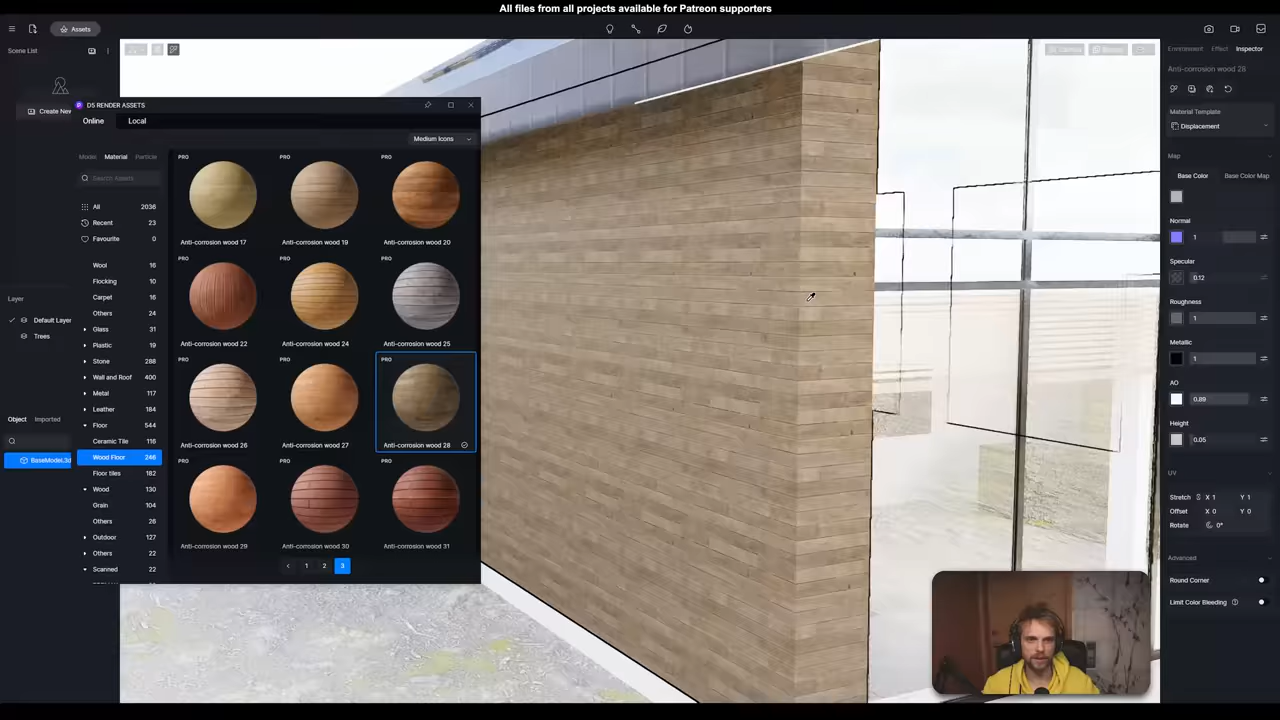 All files from all projects available for Patreon supporters
Assets
Scene List
Create New
Layer
Default Layer
Trees
Object Imported
BaseModel.3d
D5 RENDER ASSETS
Online Local
Medium Icons
Model Material Particle
Search Assets
All 2036
Recent 23
Favourite 0
Wool 16
Flocking 10
Carpet 16
Others 24
Glass 31
Plastic 19
Stone 288
Wall and Roof 400
Metal 117
Leather 184
Floor 544
Ceramic Tile 116
Wood Floor 246
Floor tiles 182
Wood 130
Grain 104
Others 26
Outdoor 127
Others 22
Scanned 22
PRO PRO PRO
Anti-corrosion wood 17 Anti-corrosion wood 19 Anti-corrosion wood 20
PRO PRO PRO
Anti-corrosion wood 22 Anti-corrosion wood 24 Anti-corrosion wood 25
PRO PRO PRO
Anti-corrosion wood 26 Anti-corrosion wood 27 Anti-corrosion wood 28
PRO PRO PRO
Anti-corrosion wood 29 Anti-corrosion wood 30 Anti-corrosion wood 31
1 2 3
Environment Effect Inspector
Anti-corrosion wood 28
Material Template
Displacement
Map
Base Color Base Color Map
Normal
1
Specular
0.12
Roughness
1
Metallic
1
AO
0.89
Height
0.05
UV
Stretch X 1 Y 1
Offset X 0 Y 0
Rotate 0°
Advanced
Round Corner
Limit Color Bleeding